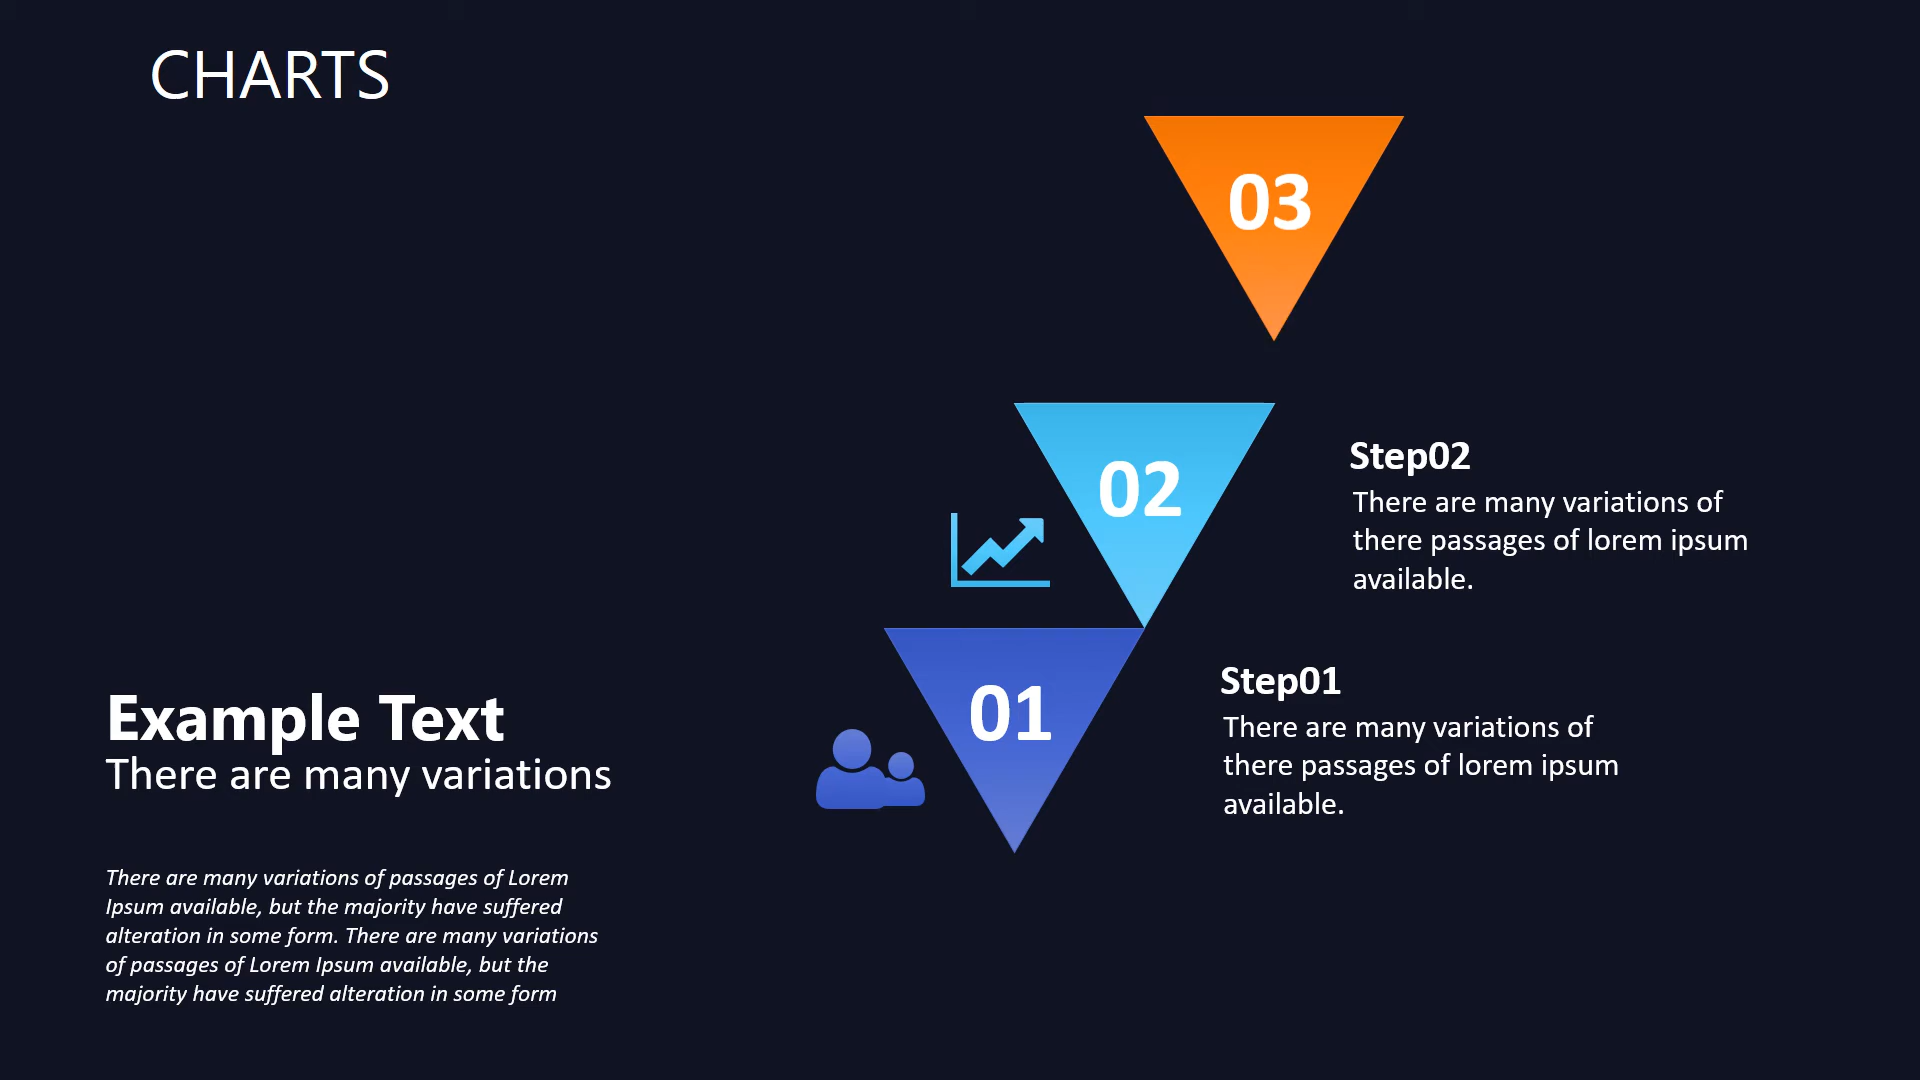 CHARTS
03
02
Step02
There are many variations of
there passages of lorem ipsum
available.
01
Step01
There are many variations of
there passages of lorem ipsum
available.
Example Text
There are many variations
There are many variations of passages of Lorem
Ipsum available, but the majority have suffered
alteration in some form. There are many variations
of passages of Lorem Ipsum available, but the
majority have suffered alteration in some form